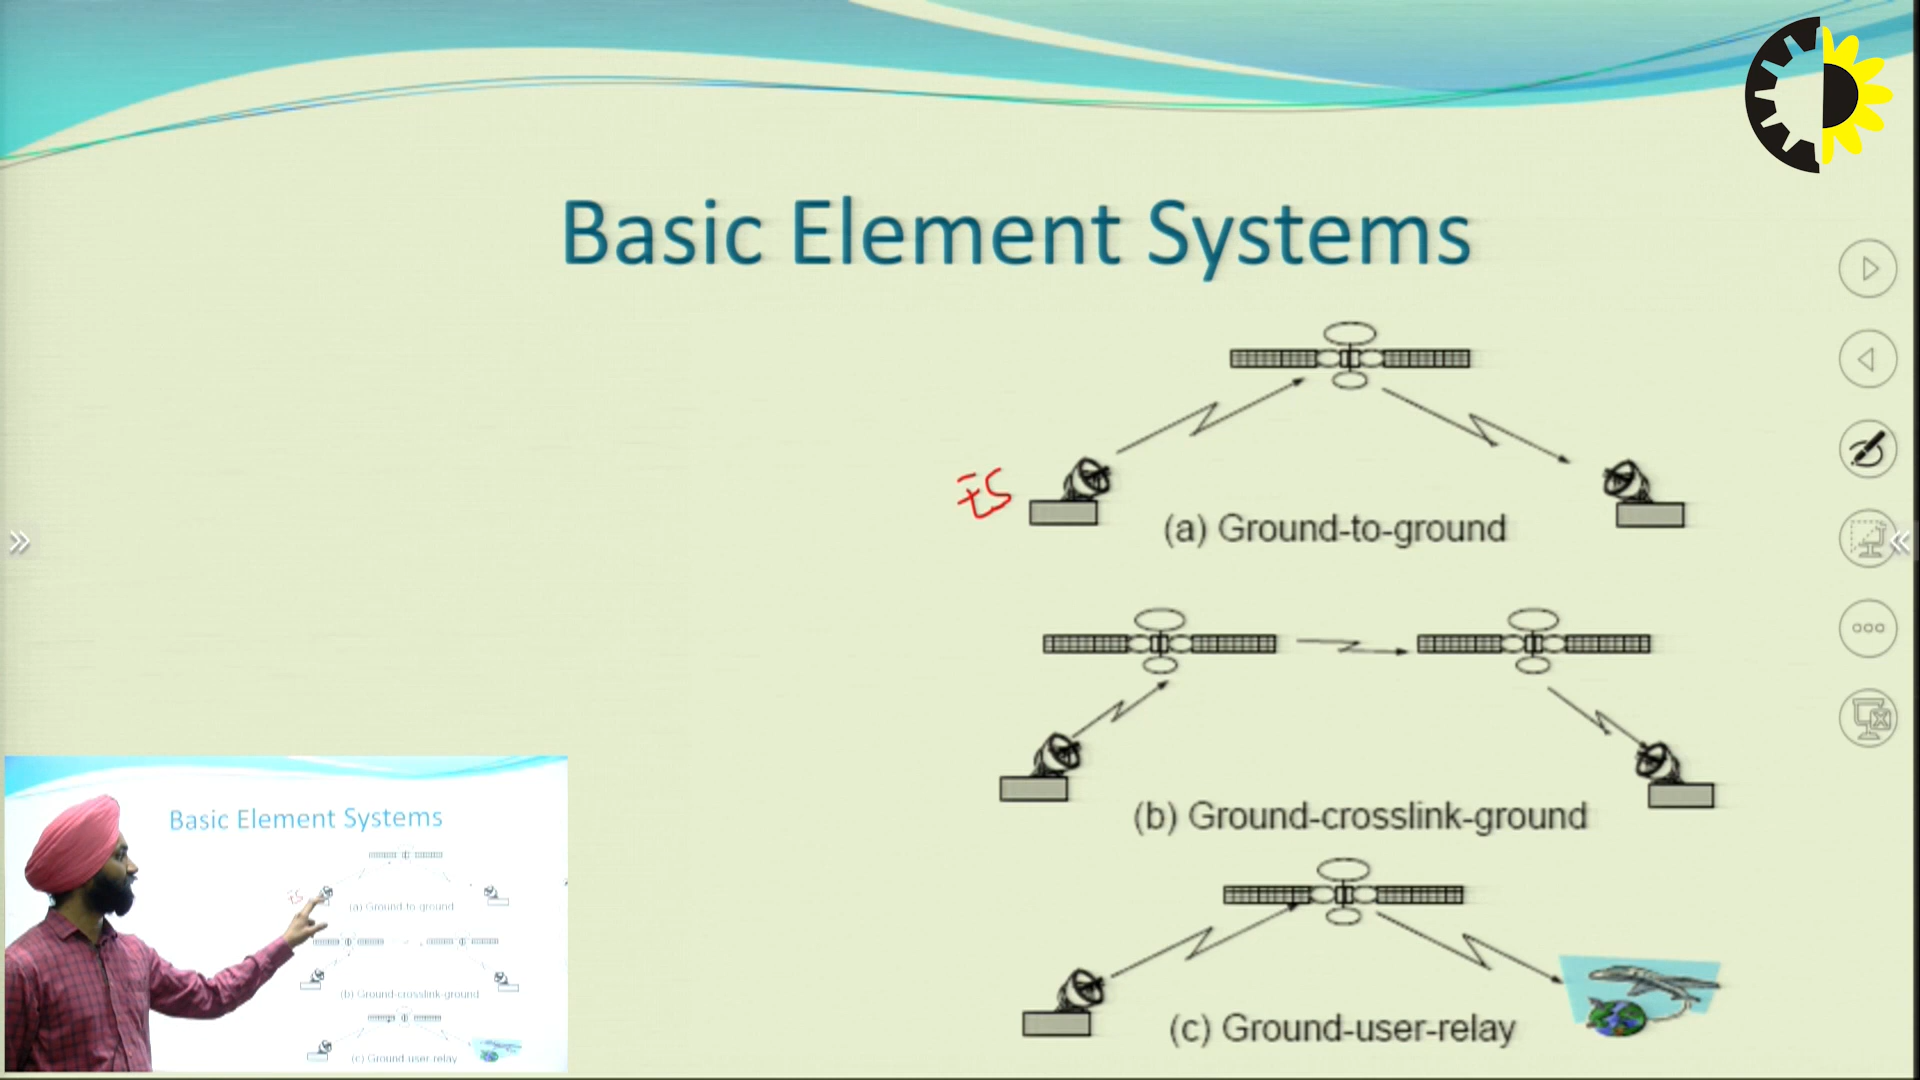 Basic Element Systems
ES
(a) Ground-to-ground
(b) Ground-crosslink-ground
(c) Ground-user-relay
Basic Element Systems
ES
(a) Ground to ground
(b) Ground-crosslink-ground
(c) Ground user relay